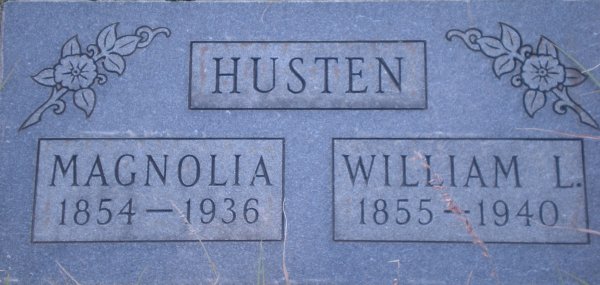 HUSTEN
MAGNOLIA
1854 — 1936
WILLIAM L.
1855 — 1940